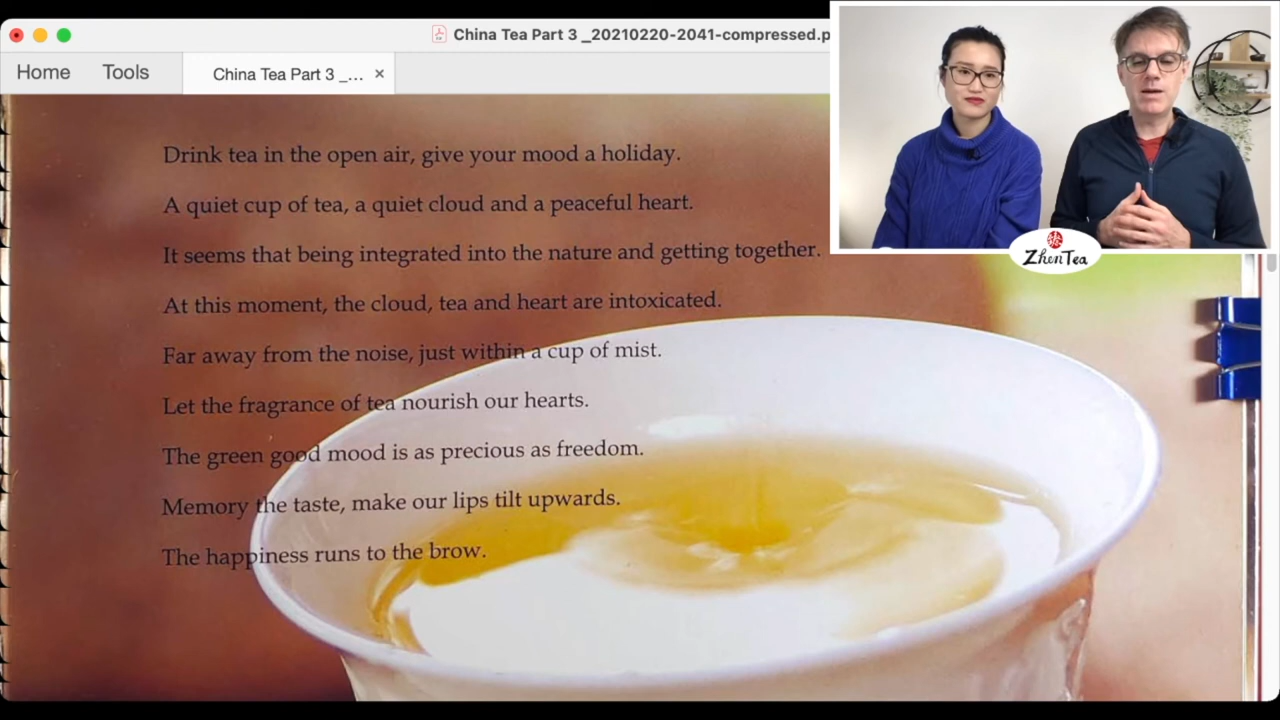 China Tea Part 3 _20210220-2041-compressed.p
Home
Tools
China Tea Part 3 _...
×
Drink tea in the open air, give your mood a holiday.
A quiet cup of tea, a quiet cloud and a peaceful heart.
It seems that being integrated into the nature and getting together.
At this moment, the cloud, tea and heart are intoxicated.
Far away from the noise, just within a cup of mist.
Let the fragrance of tea nourish our hearts.
The green good mood is as precious as freedom.
Memory the taste, make our lips tilt upwards.
The happiness runs to the brow.
ZhenTea